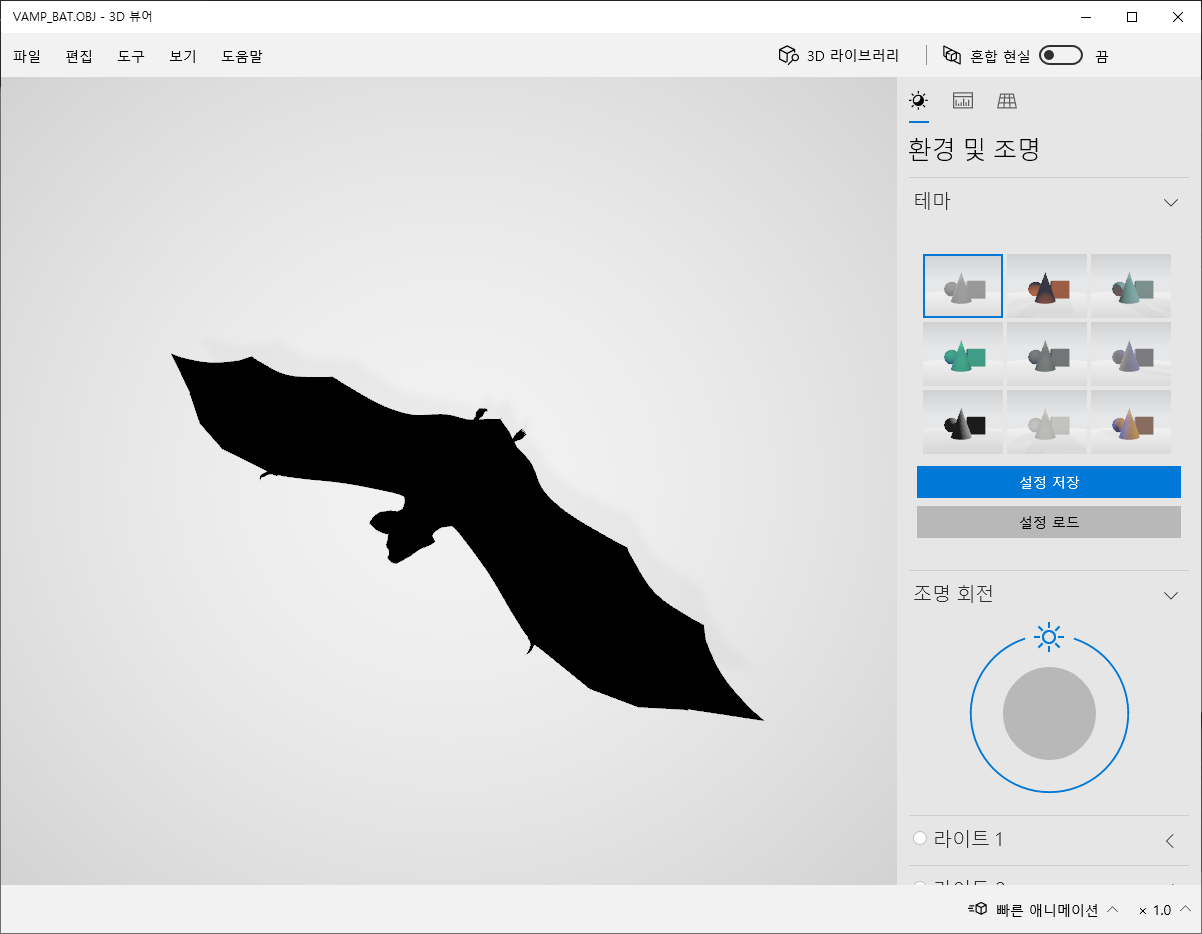 VAMP_BAT.OBJ - 3D 뷰어
파일 편집 도구 보기 도움말 3D 라이브러리 혼합 현실 끔
환경 및 조명
테마
설정 저장
설정 로드
조명 회전
라이트 1
빠른 애니메이션 × 1.0